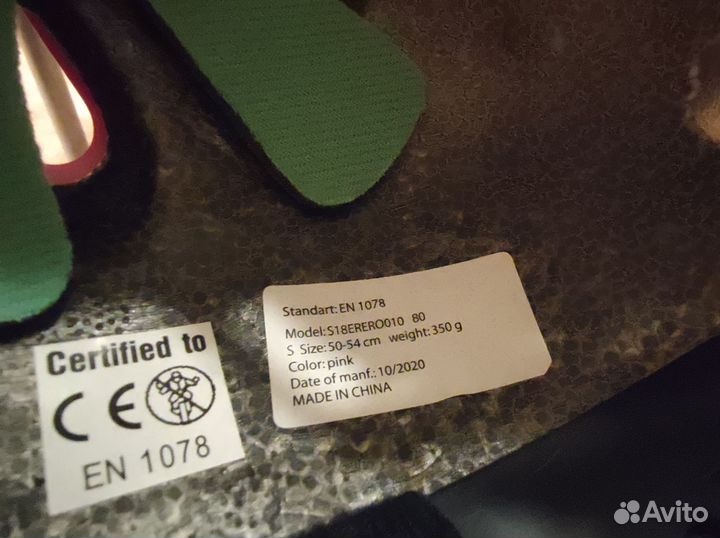 Standart: EN 1078
Model: S18ERERO010 80
S Size: 50-54 cm weight: 350 g
Color: pink
Date of manf.: 10/2020
MADE IN CHINA
Certified to
CE
EN 1078
Avito